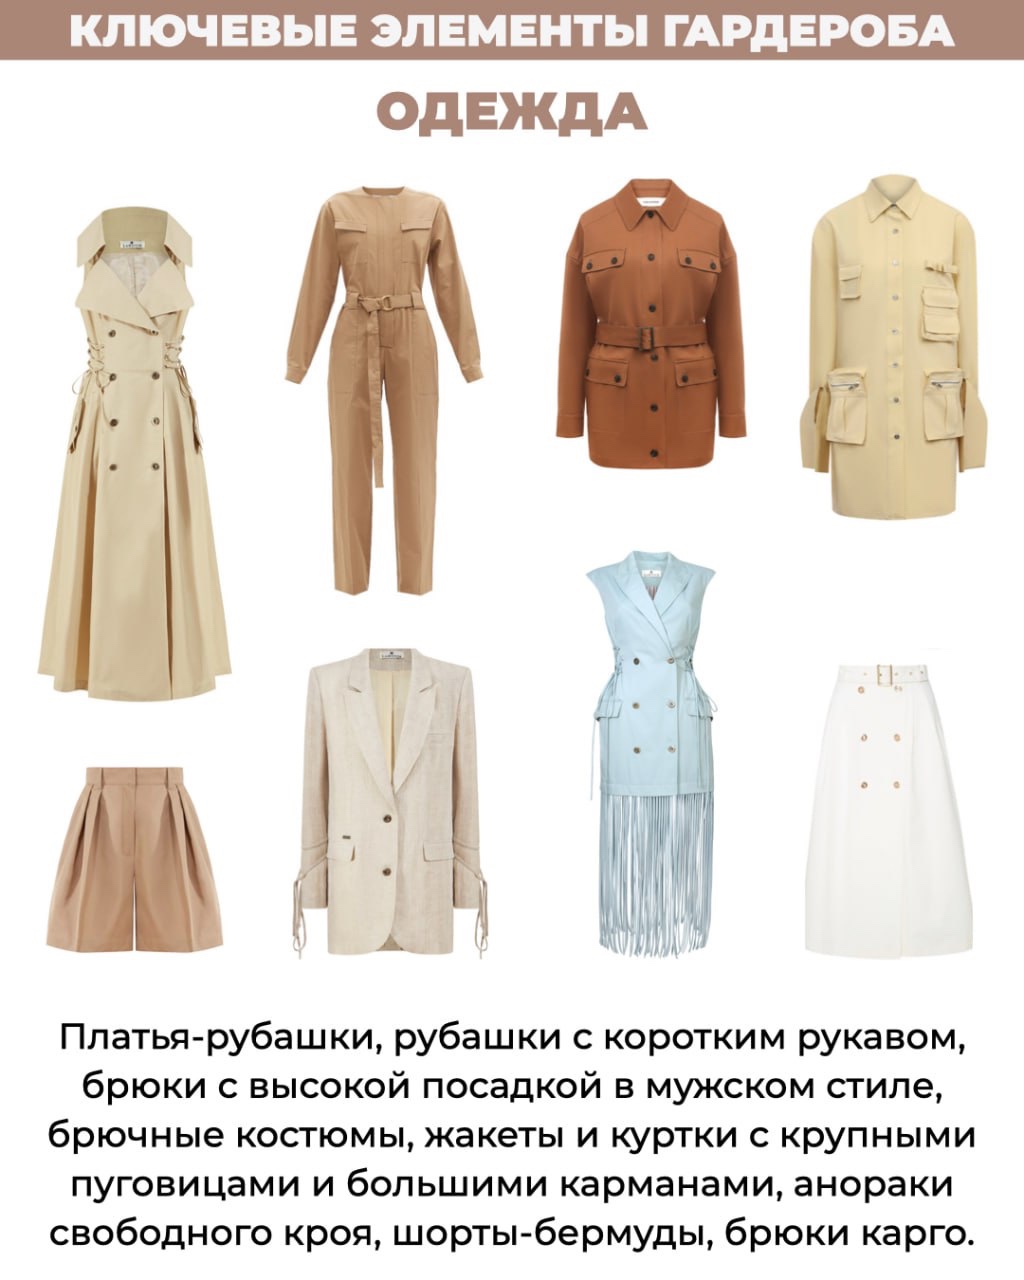 КЛЮЧЕВЫЕ ЭЛЕМЕНТЫ ГАРДЕРОБА
ОДЕЖДА
Платья-рубашки, рубашки с коротким рукавом,
брюки с высокой посадкой в мужском стиле,
брючные костюмы, жакеты и куртки с крупными
пуговицами и большими карманами, анораки
свободного кроя, шорты-бермуды, брюки карго.